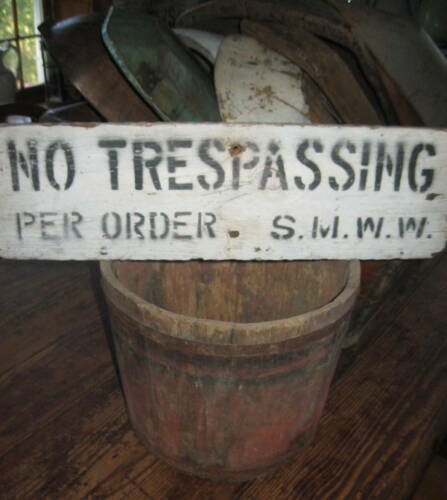 NO TRESPASSING
PER ORDER S.M.W.W.